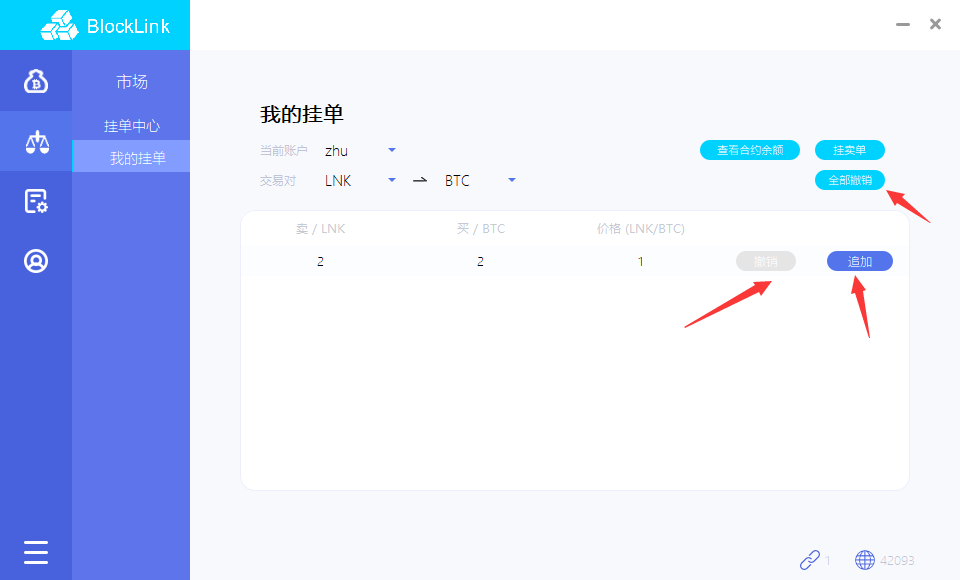 BlockLink
市场
挂单中心
我的挂单
我的挂单
当前账户 zhu
查看合约余额 挂卖单
交易对 LNK BTC
全部撤销
卖 / LNK 买 / BTC 价格 (LNK/BTC)
2 2 1 撤销 追加
1 42093